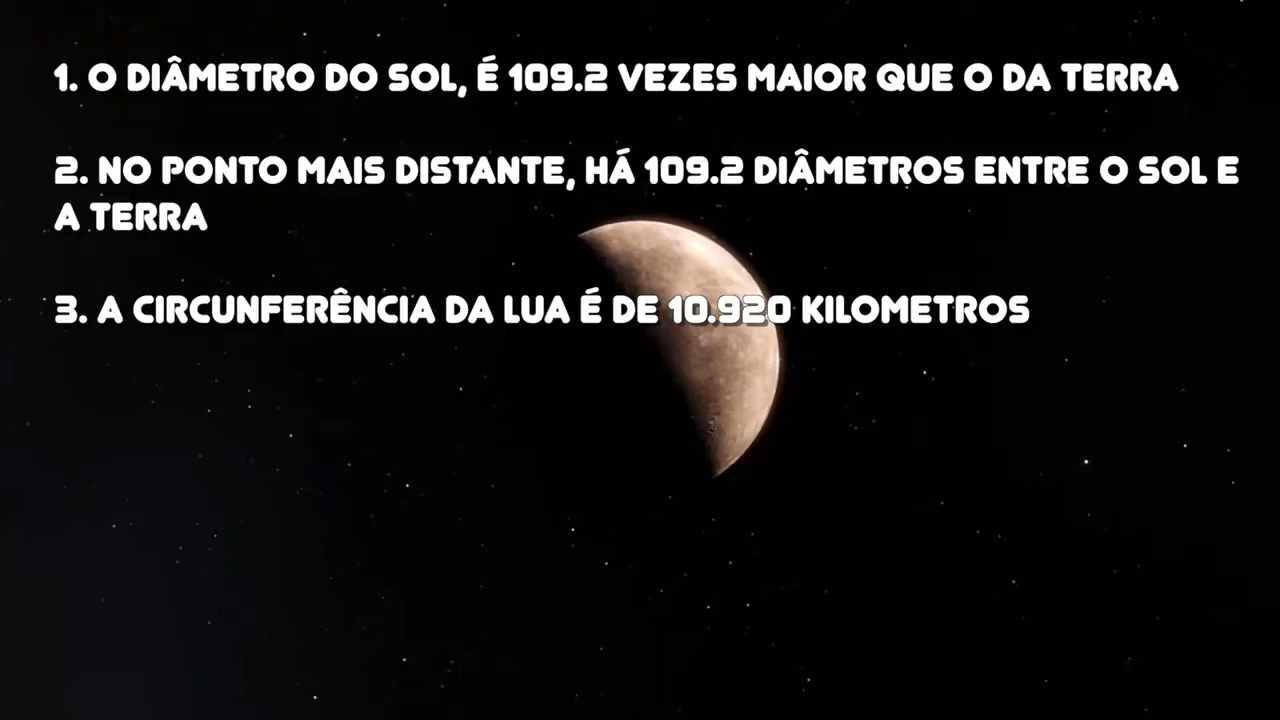 1. O DIÂMETRO DO SOL, É 109.2 VEZES MAIOR QUE O DA TERRA
2. NO PONTO MAIS DISTANTE, HÁ 109.2 DIÂMETROS ENTRE O SOL E
A TERRA
3. A CIRCUNFERÊNCIA DA LUA É DE 10.920 KILOMETROS